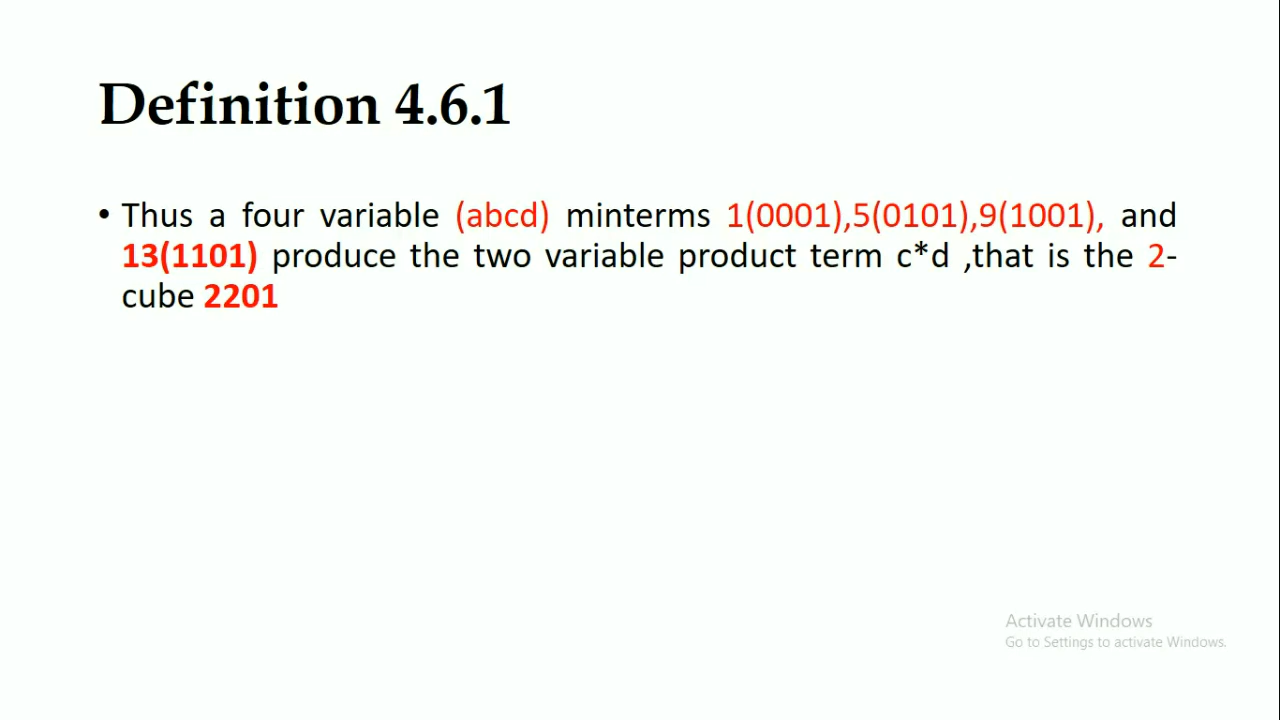 Definition 4.6.1
• Thus a four variable (abcd) minterms 1(0001),5(0101),9(1001), and
13(1101) produce the two variable product term c*d ,that is the 2-
cube 2201
Activate Windows
Go to Settings to activate Windows.